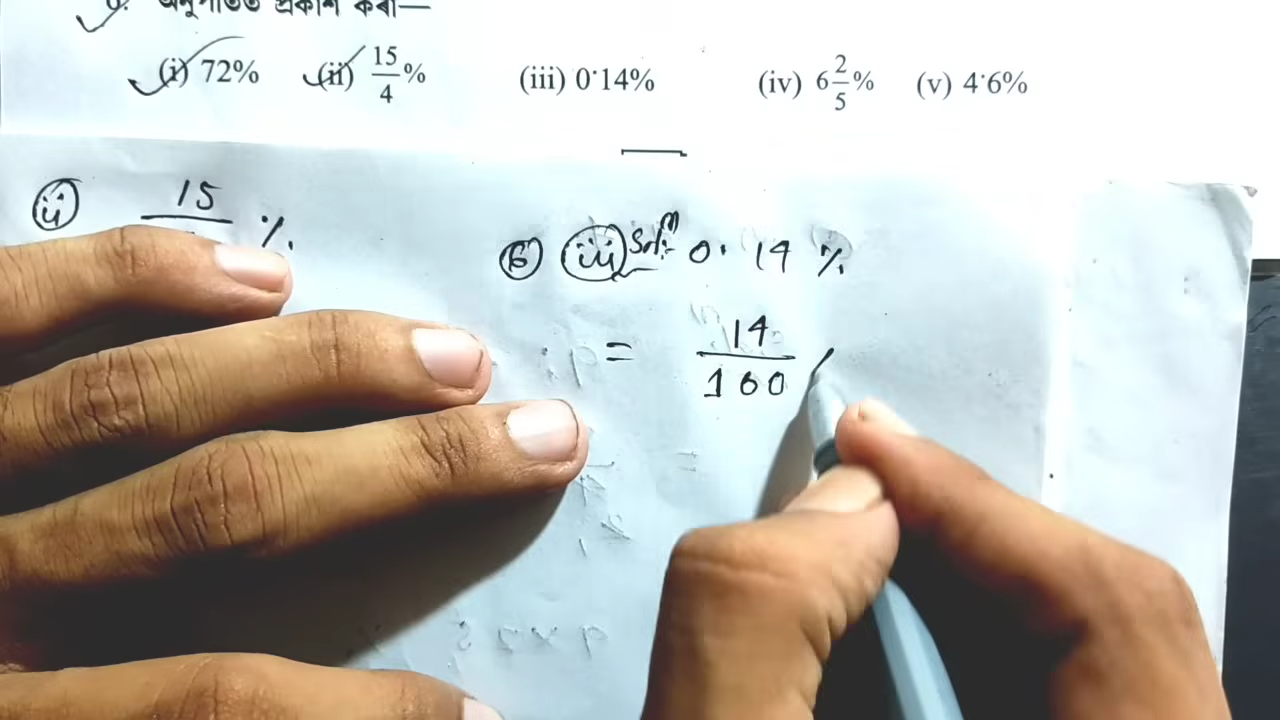 অনুপাতত প্ৰকাশ কৰা—
(i) 72% (ii) 15/4% (iii) 0·14% (iv) 6 2/5% (v) 4·6%
(ii) 15 %
(6) (iii) Solⁿ:- 0.14 %
= 14/100